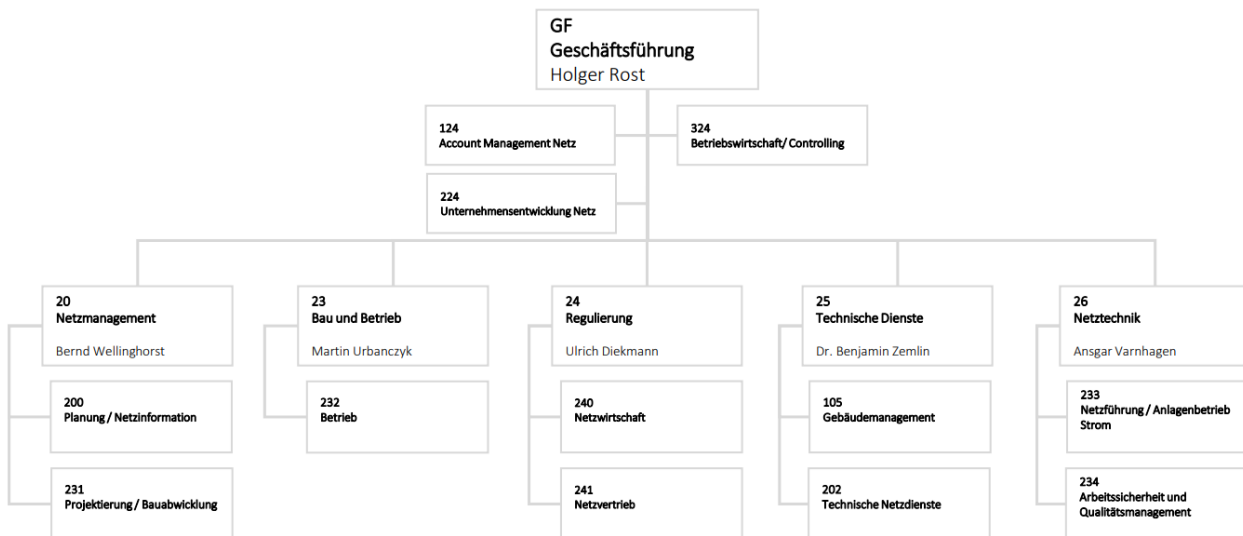 GF
Geschäftsführung
Holger Rost
124
Account Management Netz
324
Betriebswirtschaft/ Controlling
224
Unternehmensentwicklung Netz
20
Netzmanagement
Bernd Wellinghorst
23
Bau und Betrieb
Martin Urbanczyk
24
Regulierung
Ulrich Diekmann
25
Technische Dienste
Dr. Benjamin Zemlin
26
Netztechnik
Ansgar Varnhagen
200
Planung / Netzinformation
232
Betrieb
240
Netzwirtschaft
105
Gebäudemanagement
233
Netzführung / Anlagenbetrieb
Strom
231
Projektierung / Bauabwicklung
241
Netzvertrieb
202
Technische Netzdienste
234
Arbeitssicherheit und
Qualitätsmanagement